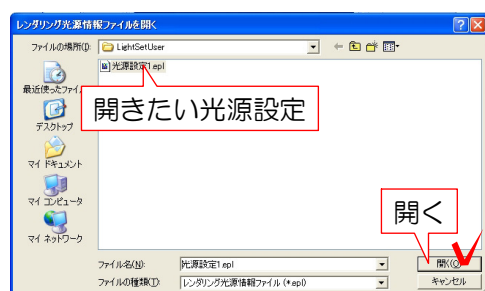 レンダリング光源情報ファイルを開く
ファイルの場所(I):
LightSetUser
光源設定1.epl
最近使ったファイル
開きたい光源設定
デスクトップ
マイ ドキュメント
マイ コンピュータ
開く
マイ ネットワーク
ファイル名(N):
光源設定1.epl
開く(O)
ファイルの種類(T):
レンダリング光源情報ファイル (*.epl)
キャンセル